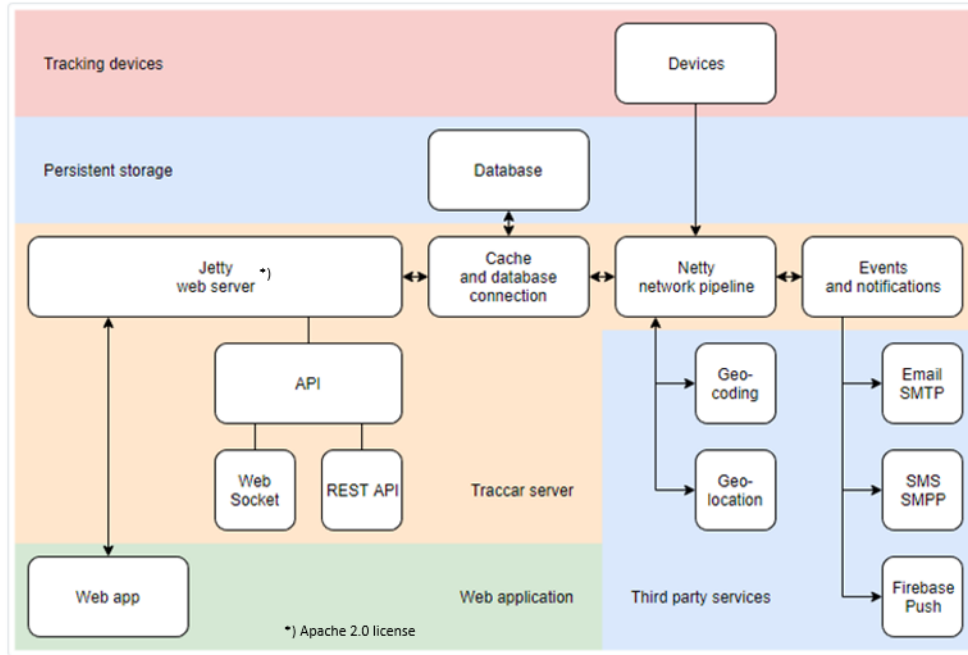 Tracking devices
Devices
Persistent storage
Database
Jetty
web server *)
Cache
and database
connection
Netty
network pipeline
Events
and notifications
API
Geo-
coding
Email
SMTP
Web
Socket
REST API
Traccar server
Geo-
location
SMS
SMPP
Web app
Web application
Third party services
Firebase
Push
*) Apache 2.0 license